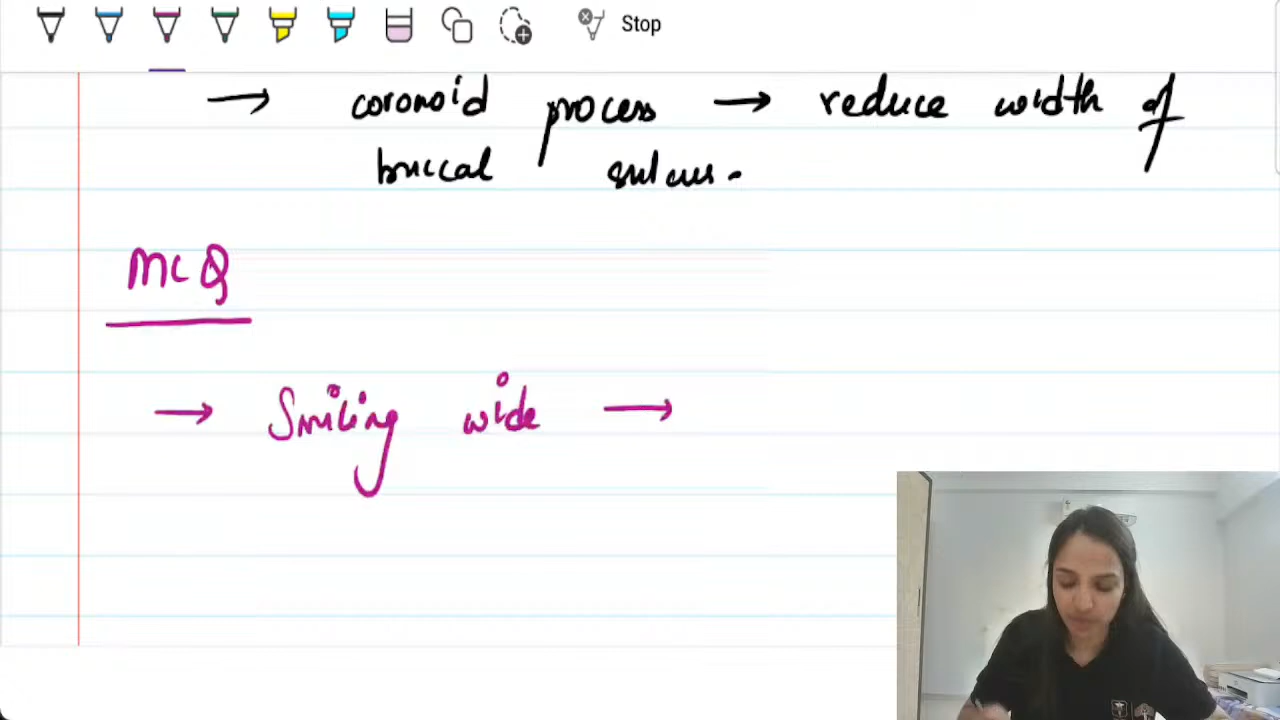 Stop
→ coronoid process → reduce width of
buccal sulcus.
MCQ
→ Smiling wide →